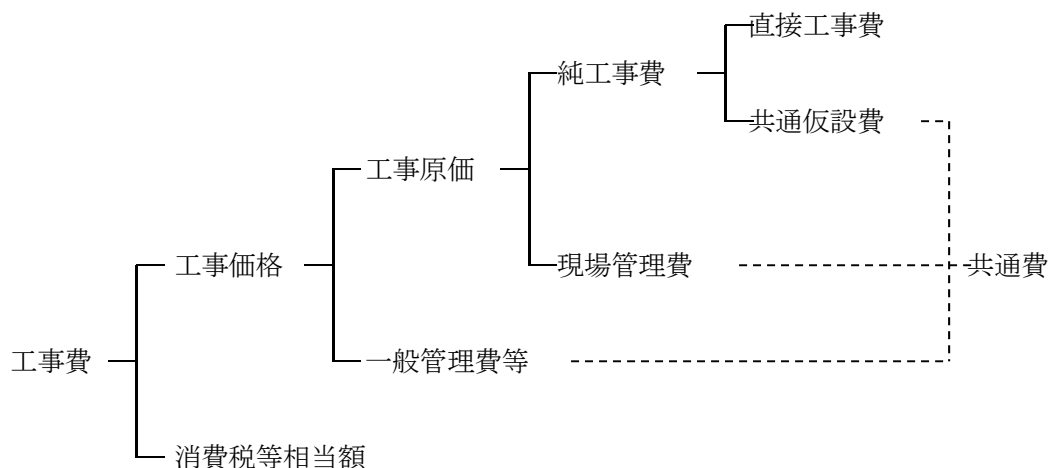 直接工事費
純工事費
共通仮設費
工事原価
工事価格
現場管理費
共通費
工事費
一般管理費等
消費税等相当額